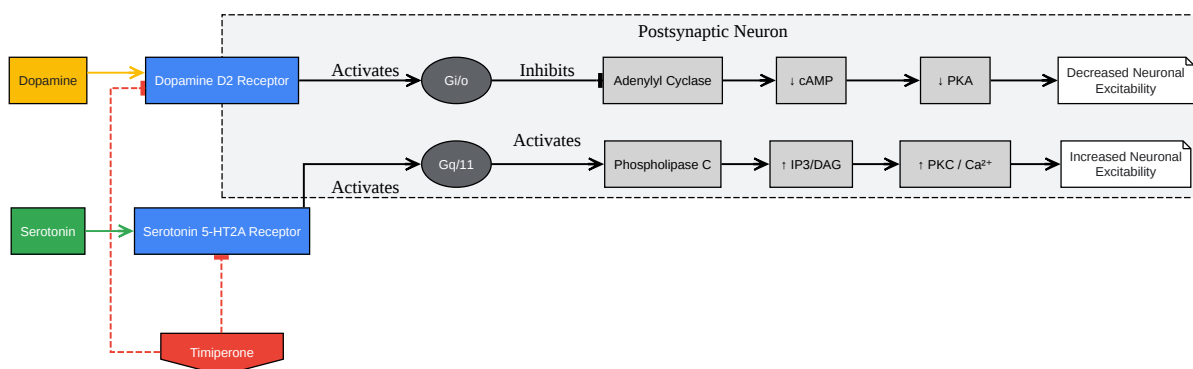 Postsynaptic Neuron
Dopamine
Dopamine D2 Receptor
Activates
Gi/o
Inhibits
Adenylyl Cyclase
↓ cAMP
↓ PKA
Decreased Neuronal
Excitability
Activates
Gq/11
Activates
Phospholipase C
↑ IP3/DAG
↑ PKC / Ca²⁺
Increased Neuronal
Excitability
Serotonin
Serotonin 5-HT2A Receptor
Timiperone